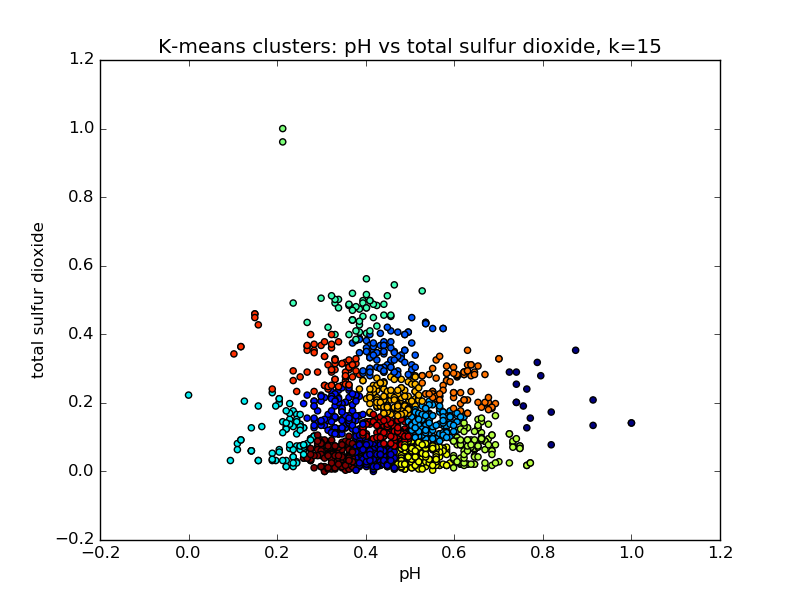 K-means clusters: pH vs total sulfur dioxide, k=15
1.2
1.0
0.8
0.6
0.4
0.2
0.0
−0.2
total sulfur dioxide
−0.2 0.0 0.2 0.4 0.6 0.8 1.0 1.2
pH